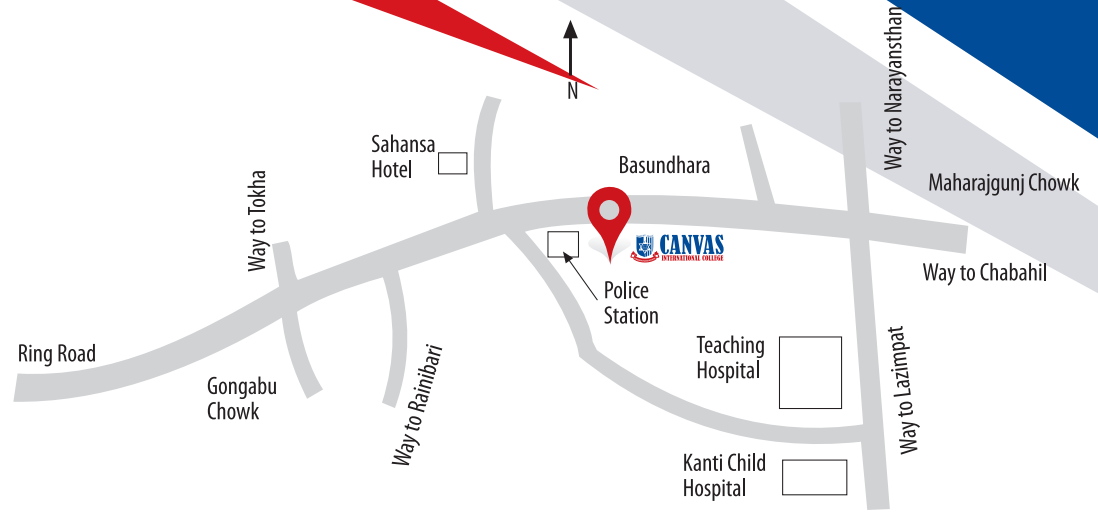 N
Way to Narayansthan
Sahansa
Hotel
Basundhara
Maharajgunj Chowk
Way to Tokha
CANVAS
INTERNATIONAL COLLEGE
Way to Chabahil
Police
Station
Ring Road
Teaching
Hospital
Gongabu
Chowk
Way to Rainibari
Way to Lazimpat
Kanti Child
Hospital